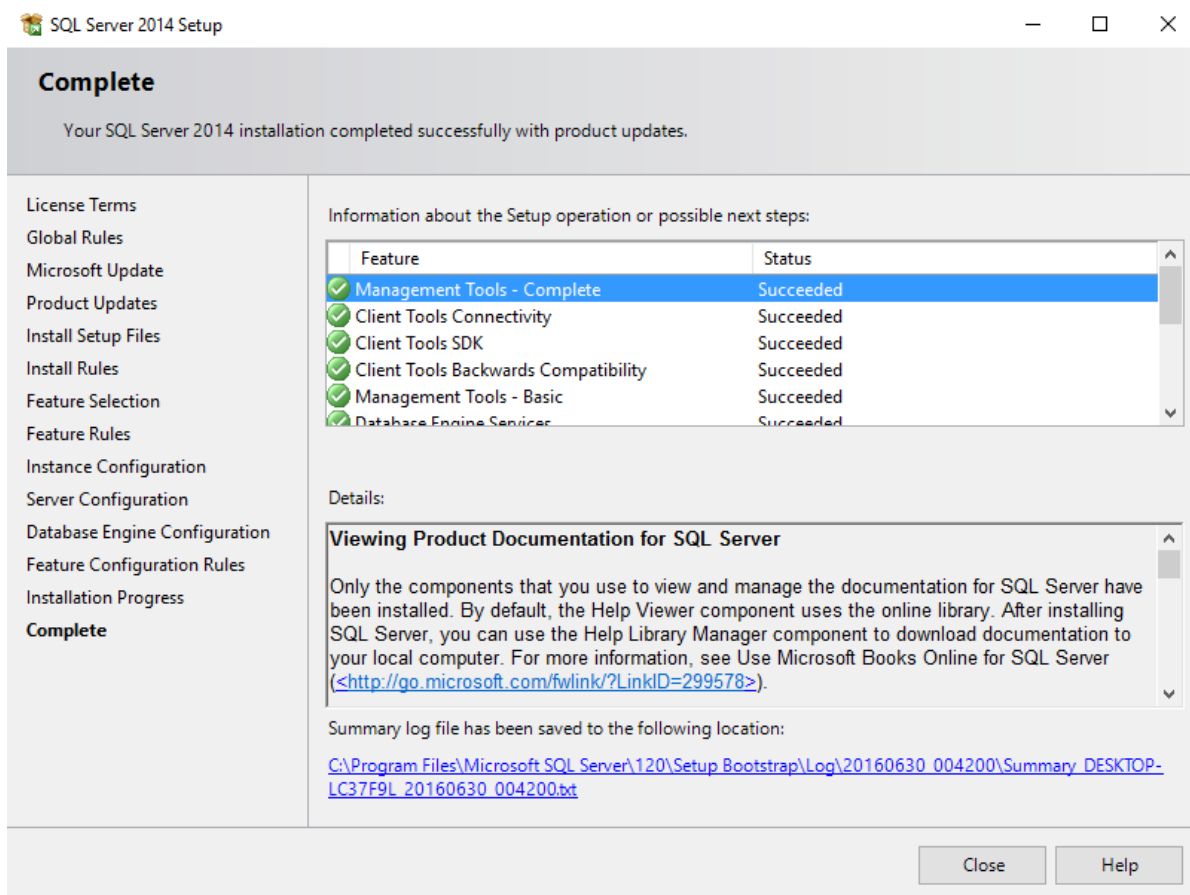 SQL Server 2014 Setup
Complete
Your SQL Server 2014 installation completed successfully with product updates.
License Terms
Global Rules
Microsoft Update
Product Updates
Install Setup Files
Install Rules
Feature Selection
Feature Rules
Instance Configuration
Server Configuration
Database Engine Configuration
Feature Configuration Rules
Installation Progress
Complete
Information about the Setup operation or possible next steps:
Feature Status
Management Tools - Complete Succeeded
Client Tools Connectivity Succeeded
Client Tools SDK Succeeded
Client Tools Backwards Compatibility Succeeded
Management Tools - Basic Succeeded
Database Engine Services Succeeded
Details:
Viewing Product Documentation for SQL Server
Only the components that you use to view and manage the documentation for SQL Server have
been installed. By default, the Help Viewer component uses the online library. After installing
SQL Server, you can use the Help Library Manager component to download documentation to
your local computer. For more information, see Use Microsoft Books Online for SQL Server
(<http://go.microsoft.com/fwlink/?LinkID=299578>).
Summary log file has been saved to the following location:
C:\Program Files\Microsoft SQL Server\120\Setup Bootstrap\Log\20160630_004200\Summary_DESKTOP-
LC37F9L_20160630_004200.txt
Close Help